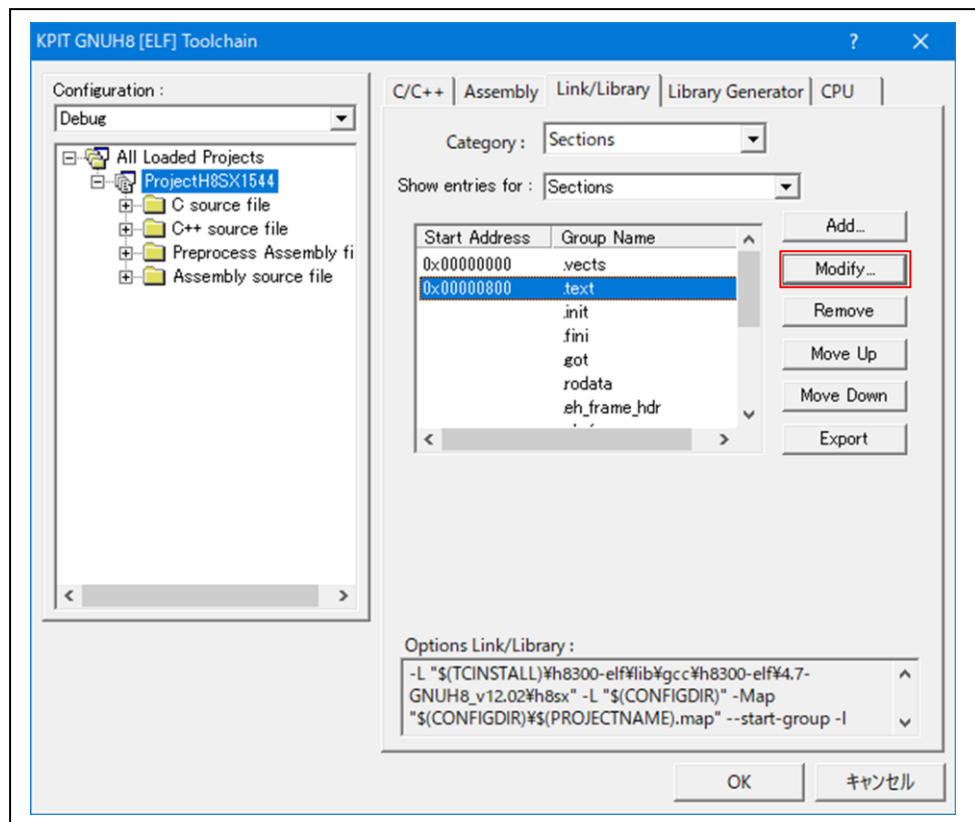 KPIT GNUH8 [ELF] Toolchain
Configuration :
Debug
All Loaded Projects
ProjectH8SX1544
C source file
C++ source file
Preprocess Assembly fi
Assembly source file
C/C++ Assembly Link/Library Library Generator CPU
Category : Sections
Show entries for : Sections
Start Address Group Name
0x00000000 .vects
0x00000800 .text
.init
.fini
.got
.rodata
.eh_frame_hdr
Add...
Modify...
Remove
Move Up
Move Down
Export
Options Link/Library :
-L "$(TCINSTALL)¥h8300-elf¥lib¥gcc¥h8300-elf¥4.7-
GNUH8_v12.02¥h8sx" -L "$(CONFIGDIR)" -Map
"$(CONFIGDIR)¥$(PROJECTNAME).map" --start-group -l
OK キャンセル